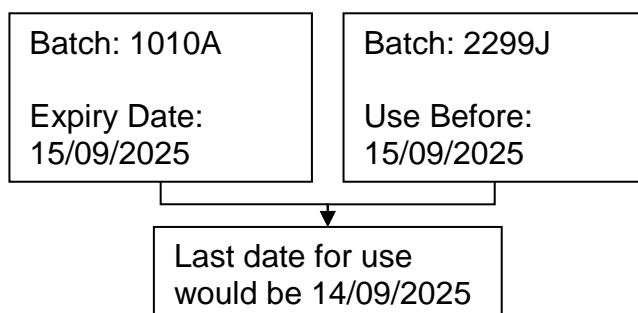 Batch: 1010A
Expiry Date:
15/09/2025
Batch: 2299J
Use Before:
15/09/2025
Last date for use
would be 14/09/2025